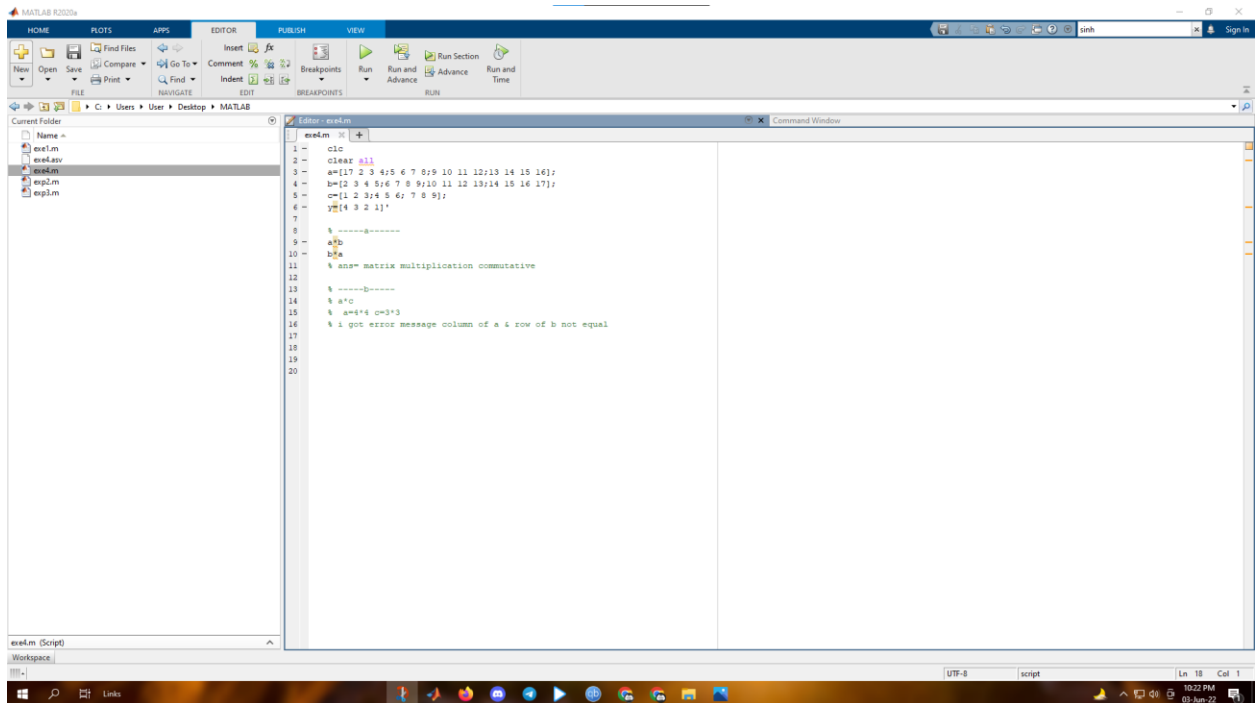 MATLAB R2020a
HOME PLOTS APPS EDITOR PUBLISH VIEW sinh Sign In
New Open Save Find Files Compare Print Go To Find Insert fx Comment Indent Breakpoints Run Run and Advance Run Section Advance Run and Time
FILE NAVIGATE EDIT BREAKPOINTS RUN
C: Users User Desktop MATLAB
Current Folder
Name
exe1.m
exe4.asv
exe4.m
exp2.m
exp3.m
Editor - exe4.m Command Window
exe4.m
1 clc
2 clear all
3 a=[17 2 3 4;5 6 7 8;9 10 11 12;13 14 15 16];
4 b=[2 3 4 5;6 7 8 9;10 11 12 13;14 15 16 17];
5 c=[1 2 3;4 5 6; 7 8 9];
6 y=[4 3 2 1]'
7
8 % -----a------
9 a*b
10 b*a
11 % ans= matrix multiplication commutative
12
13 % -----b-----
14 % a*c
15 % a=4*4 c=3*3
16 % i got error message column of a & row of b not equal
17
18
19
20
exe4.m (Script)
Workspace
UTF-8 script Ln 18 Col 1
Links 10:22 PM
03-Jun-22